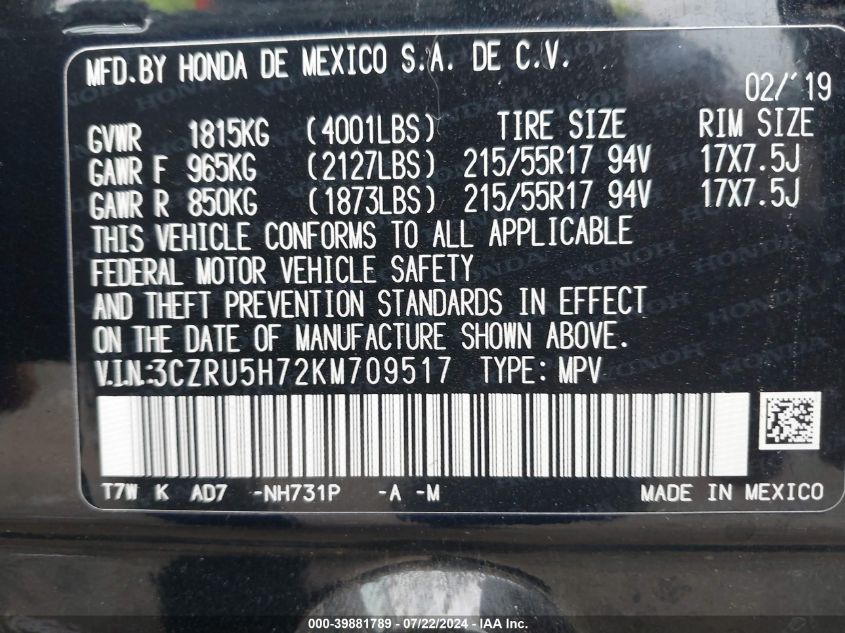 MFD.BY HONDA DE MEXICO S.A. DE C.V.
02/'19
GVWR 1815KG (4001LBS) TIRE SIZE RIM SIZE
GAWR F 965KG (2127LBS) 215/55R17 94V 17X7.5J
GAWR R 850KG (1873LBS) 215/55R17 94V 17X7.5J
THIS VEHICLE CONFORMS TO ALL APPLICABLE
FEDERAL MOTOR VEHICLE SAFETY
AND THEFT PREVENTION STANDARDS IN EFFECT
ON THE DATE OF MANUFACTURE SHOWN ABOVE.
V.I.N.:3CZRU5H72KM709517 TYPE: MPV
T7W K AD7 -NH731P -A -M MADE IN MEXICO
000-39881789 - 07/22/2024 - IAA Inc.